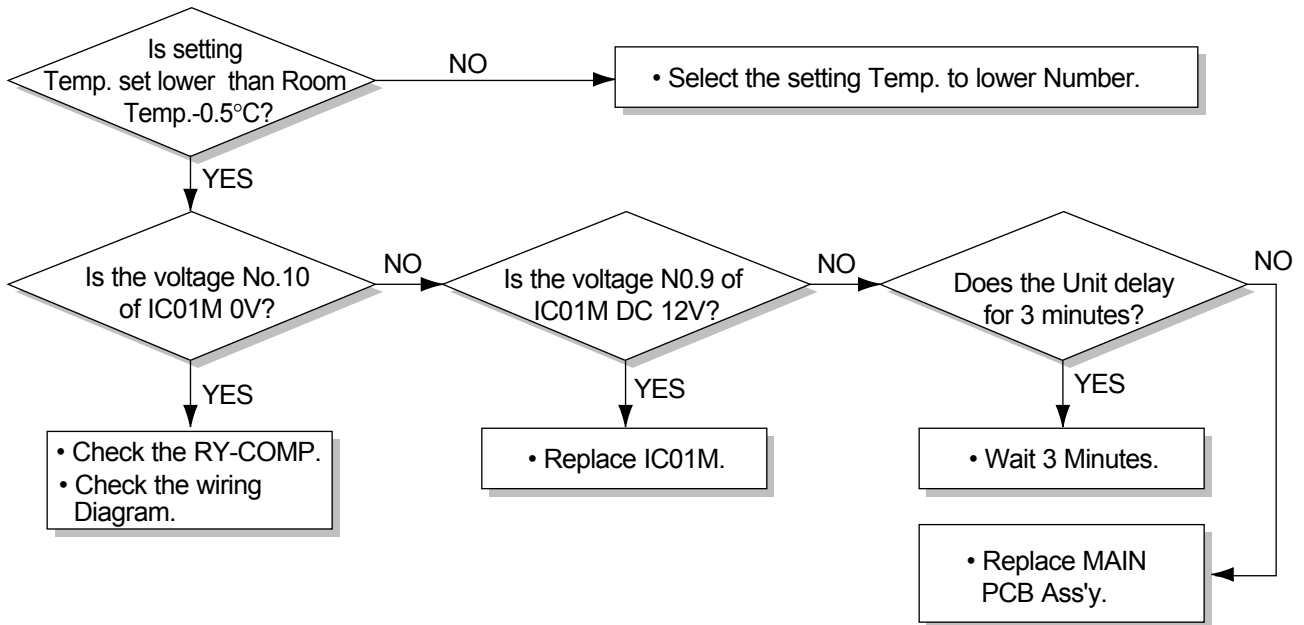 Is setting
Temp. set lower than Room
Temp.-0.5°C?
NO
• Select the setting Temp. to lower Number.
YES
Is the voltage No.10
of IC01M 0V?
NO
Is the voltage N0.9 of
IC01M DC 12V?
NO
Does the Unit delay
for 3 minutes?
NO
YES
YES
YES
• Check the RY-COMP.
• Check the wiring
Diagram.
• Replace IC01M.
• Wait 3 Minutes.
• Replace MAIN
PCB Ass'y.